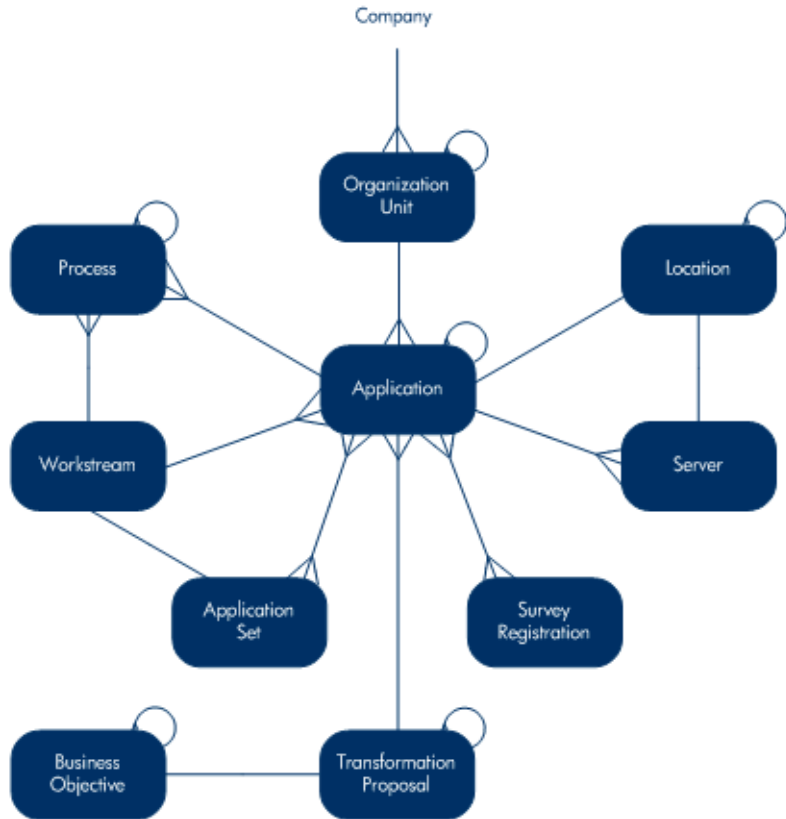 Company
Organization
Unit
Process
Location
Application
Workstream
Server
Application
Set
Survey
Registration
Business
Objective
Transformation
Proposal